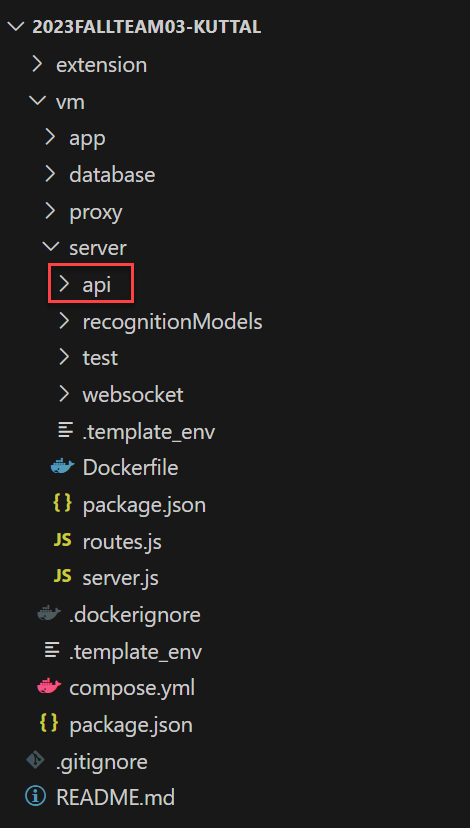 2023FALLTEAM03-KUTTAL
extension
vm
app
database
proxy
server
api
recognitionModels
test
websocket
.template_env
Dockerfile
{} package.json
JS routes.js
JS server.js
.dockerignore
.template_env
compose.yml
{} package.json
.gitignore
README.md